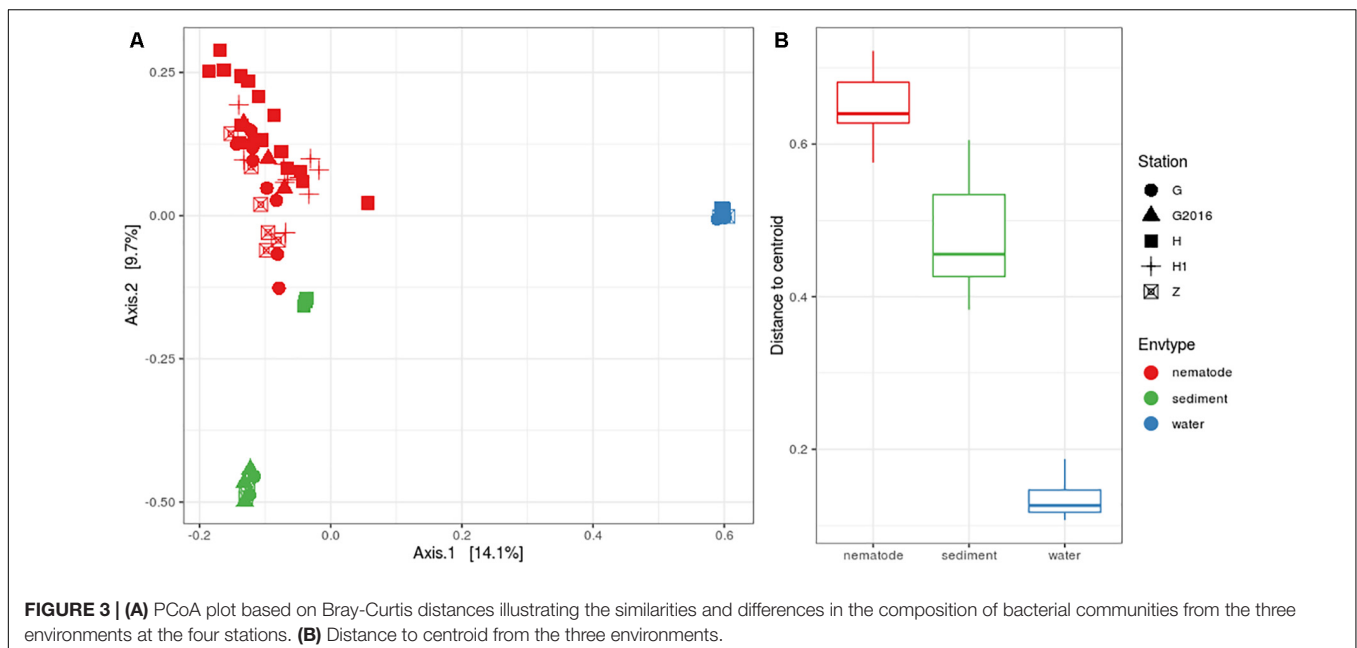 A
B
0.25
0.00
-0.25
-0.50
Axis.2 [9.7%]
-0.2
0.0
0.2
0.4
0.6
Axis.1 [14.1%]
0.6
0.4
0.2
Distance to centroid
nematode
sediment
water
Station
G
G2016
H
H1
Z
Envtype
nematode
sediment
water
FIGURE 3 | (A) PCoA plot based on Bray-Curtis distances illustrating the similarities and differences in the composition of bacterial communities from the three
environments at the four stations. (B) Distance to centroid from the three environments.